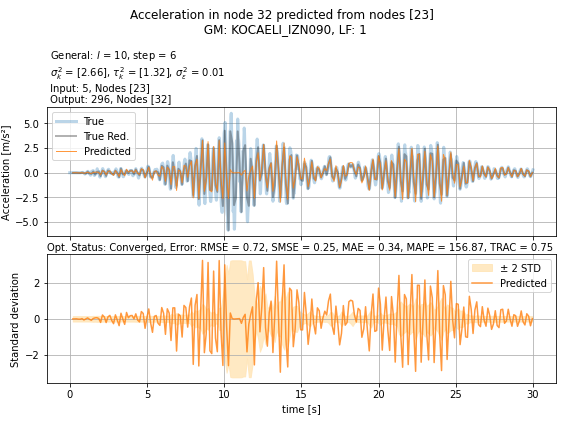 Acceleration in node 32 predicted from nodes [23]
GM: KOCAELI_IZN090, LF: 1
General: l = 10, step = 6
σ²ₖ = [2.66], τ²ₖ = [1.32], σ²ε = 0.01
Input: 5, Nodes [23]
Output: 296, Nodes [32]
Acceleration [m/s²]
5.0
2.5
0.0
−2.5
−5.0
True
True Red.
Predicted
Opt. Status: Converged, Error: RMSE = 0.72, SMSE = 0.25, MAE = 0.34, MAPE = 156.87, TRAC = 0.75
Standard deviation
2
0
−2
± 2 STD
Predicted
0 5 10 15 20 25 30
time [s]